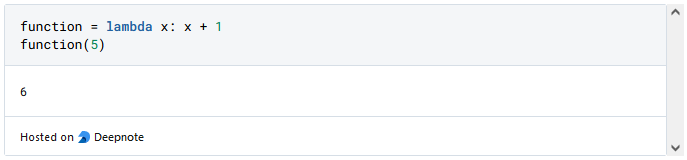 function = lambda x: x + 1
function(5)
6
Hosted on Deepnote